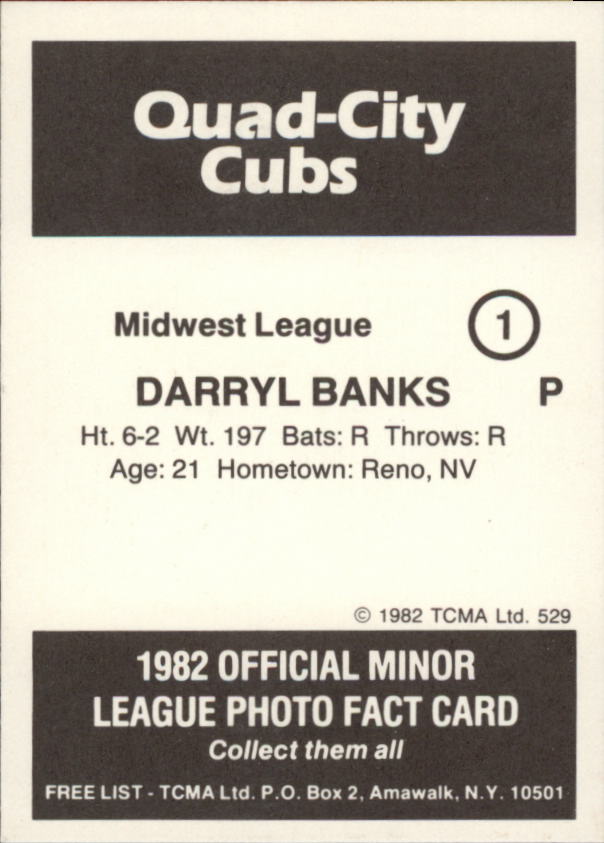 Quad-City
Cubs
Midwest League 1
DARRYL BANKS P
Ht. 6-2 Wt. 197 Bats: R Throws: R
Age: 21 Hometown: Reno, NV
© 1982 TCMA Ltd. 529
1982 OFFICIAL MINOR
LEAGUE PHOTO FACT CARD
Collect them all
FREE LIST - TCMA Ltd. P.O. Box 2, Amawalk, N.Y. 10501